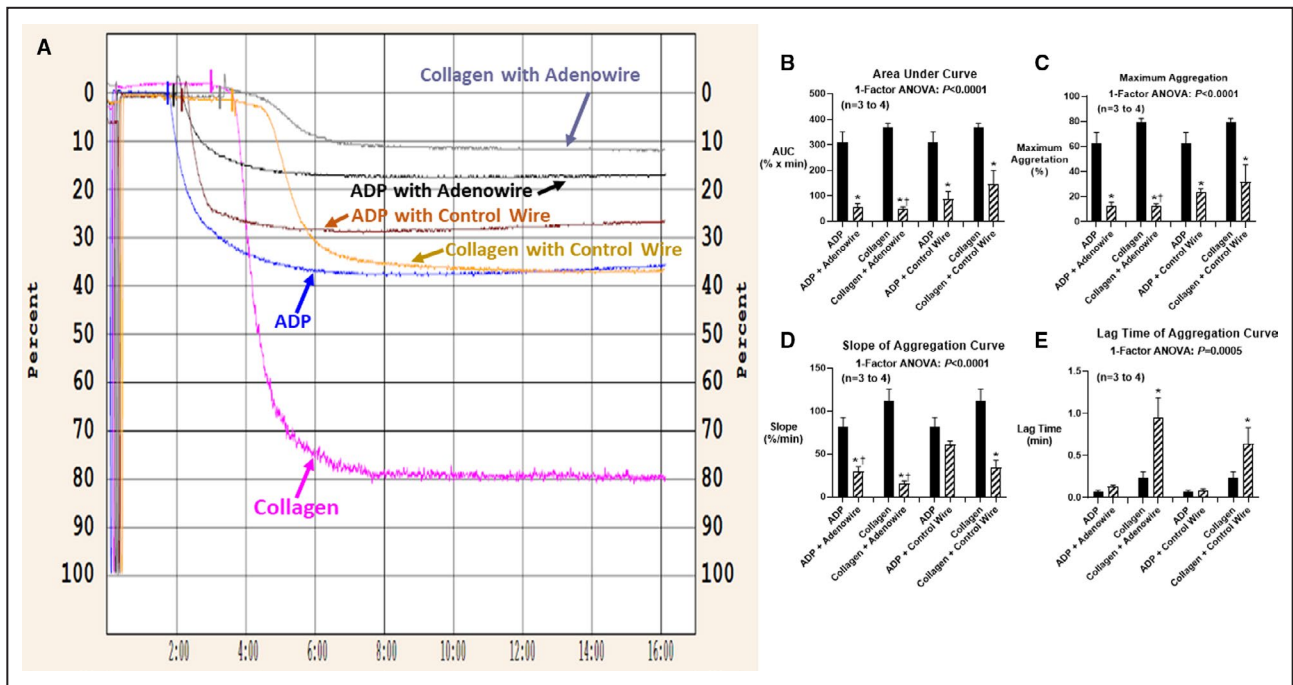 A
Percent
0
10
20
30
40
50
60
70
80
90
100
Collagen with Adenowire
ADP with Adenowire
ADP with Control Wire
Collagen with Control Wire
ADP
Collagen
0
10
20
30
40
50
60
70
80
90
100
Percent
2:00 4:00 6:00 8:00 10:00 12:00 14:00 16:00
B
Area Under Curve
1-Factor ANOVA: P<0.0001
(n=3 to 4)
AUC
(% x min)
500
400
300
200
100
0
*
*†
*
*
ADP
ADP + Adenowire
Collagen
Collagen + Adenowire
ADP
ADP + Control Wire
Collagen
Collagen + Control Wire
C
Maximum Aggregation
1-Factor ANOVA: P<0.0001
(n=3 to 4)
Maximum
Aggretation
(%)
100
80
60
40
20
0
*
*†
*
*
ADP
ADP + Adenowire
Collagen
Collagen + Adenowire
ADP
ADP + Control Wire
Collagen
Collagen + Control Wire
D
Slope of Aggregation Curve
1-Factor ANOVA: P<0.0001
(n=3 to 4)
Slope
(%/min)
150
100
50
0
*†
*†
*
ADP
ADP + Adenowire
Collagen
Collagen + Adenowire
ADP
ADP + Control Wire
Collagen
Collagen + Control Wire
E
Lag Time of Aggregation Curve
1-Factor ANOVA: P=0.0005
(n=3 to 4)
Lag Time
(min)
1.5
1.0
0.5
0.0
*
*
ADP
ADP + Adenowire
Collagen
Collagen + Adenowire
ADP
ADP + Control Wire
Collagen
Collagen + Control Wire